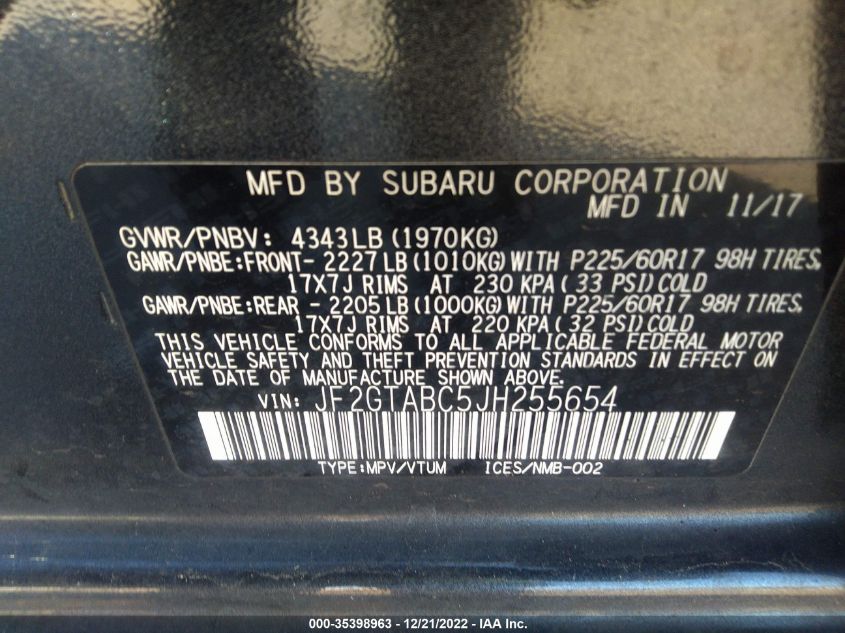 MFD BY SUBARU CORPORATION
MFD IN 11/17
GVWR/PNBV: 4343LB (1970KG)
GAWR/PNBE:FRONT- 2227LB (1010KG) WITH P225/60R17 98H TIRES,
17X7J RIMS AT 230 KPA ( 33 PSI) COLD
GAWR/PNBE:REAR - 2205LB (1000KG) WITH P225/60R17 98H TIRES,
17X7J RIMS AT 220 KPA ( 32 PSI) COLD
THIS VEHICLE CONFORMS TO ALL APPLICABLE FEDERAL MOTOR
VEHICLE SAFETY AND THEFT PREVENTION STANDARDS IN EFFECT ON
THE DATE OF MANUFACTURE SHOWN ABOVE.
VIN: JF2GTABC5JH255654
TYPE:MPV/VTUM ICES/NMB-002
000-35398963 - 12/21/2022 - IAA Inc.